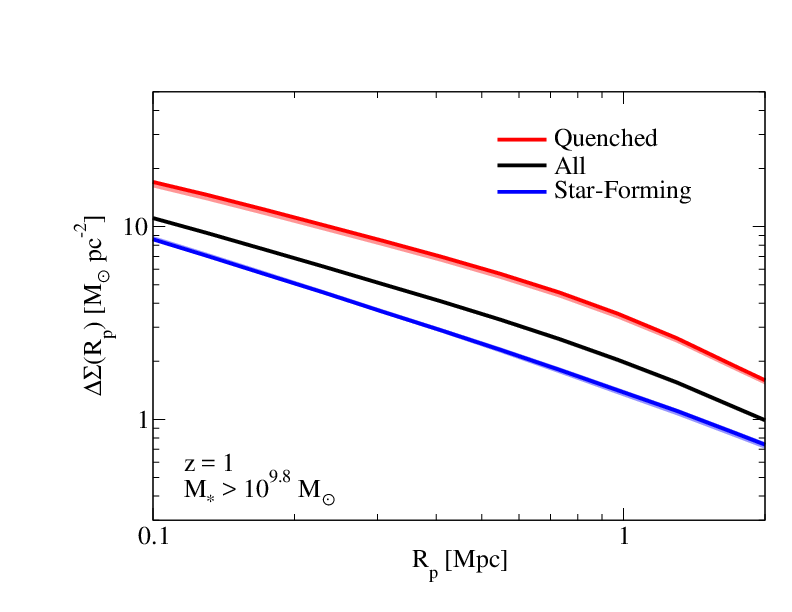 Quenched
All
Star-Forming
10
1
ΔΣ(Rₚ) [M⊙ pc⁻²]
z = 1
M* > 10^9.8 M⊙
0.1
1
Rₚ [Mpc]